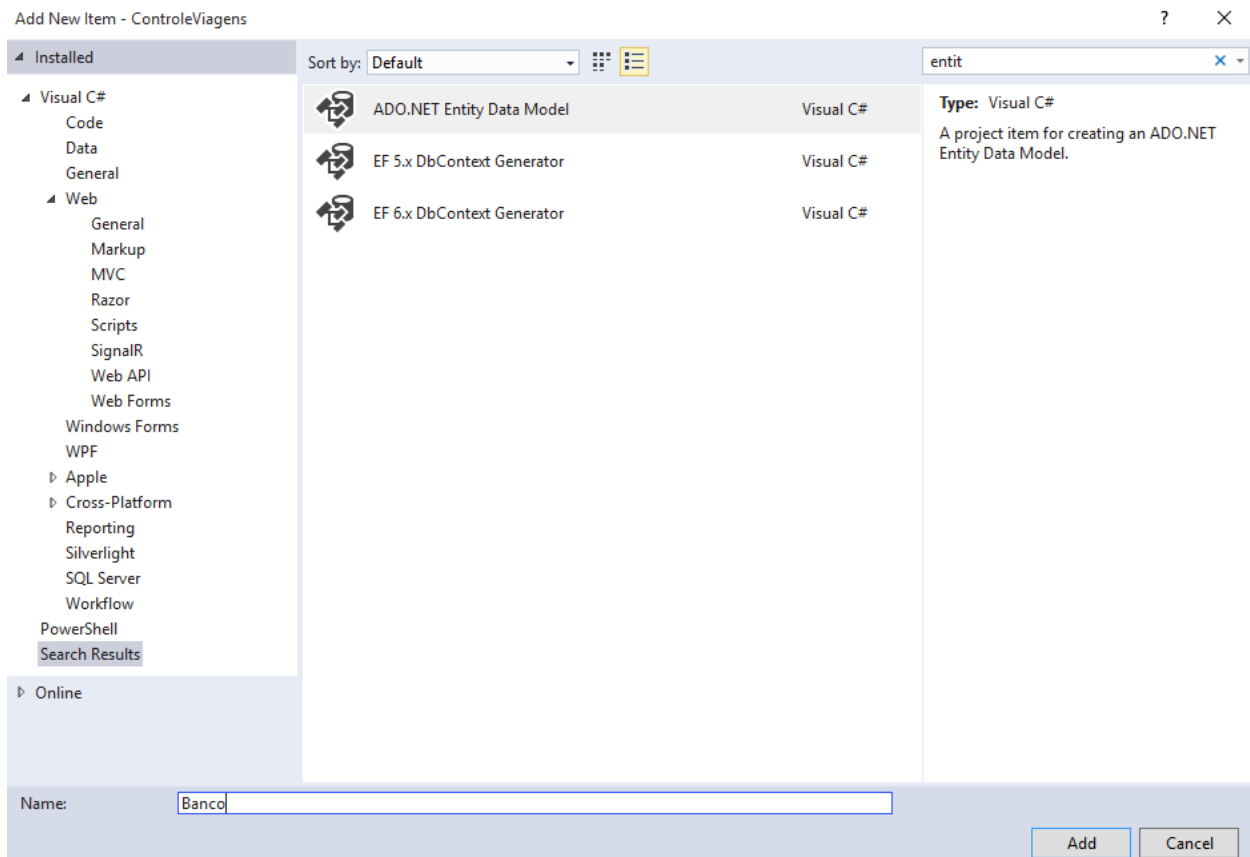 Add New Item - ControleViagens
?
Installed
Sort by: Default
entit
Visual C#
Code
Data
General
Web
General
Markup
MVC
Razor
Scripts
SignalR
Web API
Web Forms
Windows Forms
WPF
Apple
Cross-Platform
Reporting
Silverlight
SQL Server
Workflow
PowerShell
Search Results
Online
ADO.NET Entity Data Model Visual C#
EF 5.x DbContext Generator Visual C#
EF 6.x DbContext Generator Visual C#
Type: Visual C#
A project item for creating an ADO.NET
Entity Data Model.
Name: Banco
Add Cancel